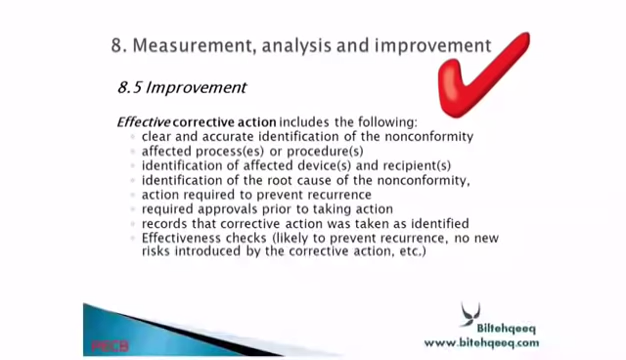 8. Measurement, analysis and improvement
8.5 Improvement
Effective corrective action includes the following:
clear and accurate identification of the nonconformity
affected process(es) or procedure(s)
identification of affected device(s) and recipient(s)
identification of the root cause of the nonconformity,
action required to prevent recurrence
required approvals prior to taking action
records that corrective action was taken as identified
Effectiveness checks (likely to prevent recurrence, no new
risks introduced by the corrective action, etc.)
Biltehqeeq
PECB
www.bitehqeeq.com